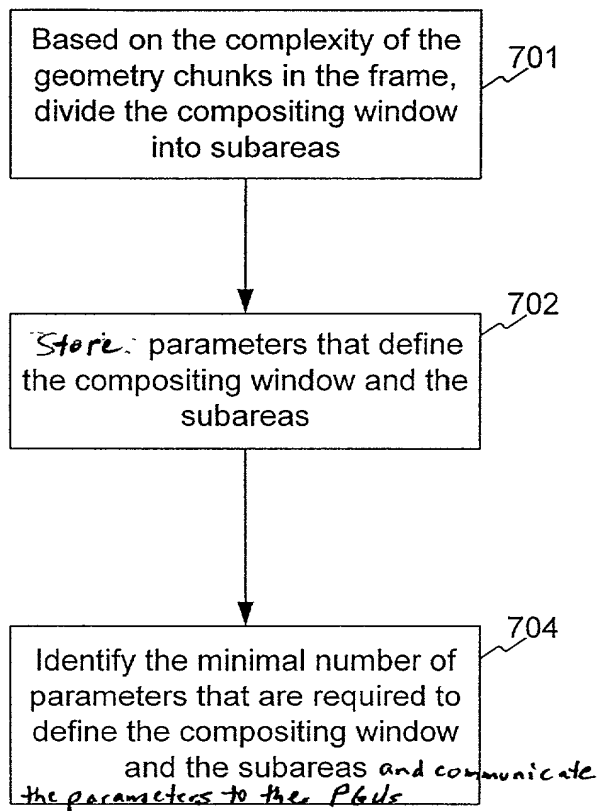 Based on the complexity of the
geometry chunks in the frame,
divide the compositing window
into subareas
701
Store parameters that define
the compositing window and the
subareas
702
Identify the minimal number of
parameters that are required to
define the compositing window
and the subareas and communicate
the parameters to the PGUs
704